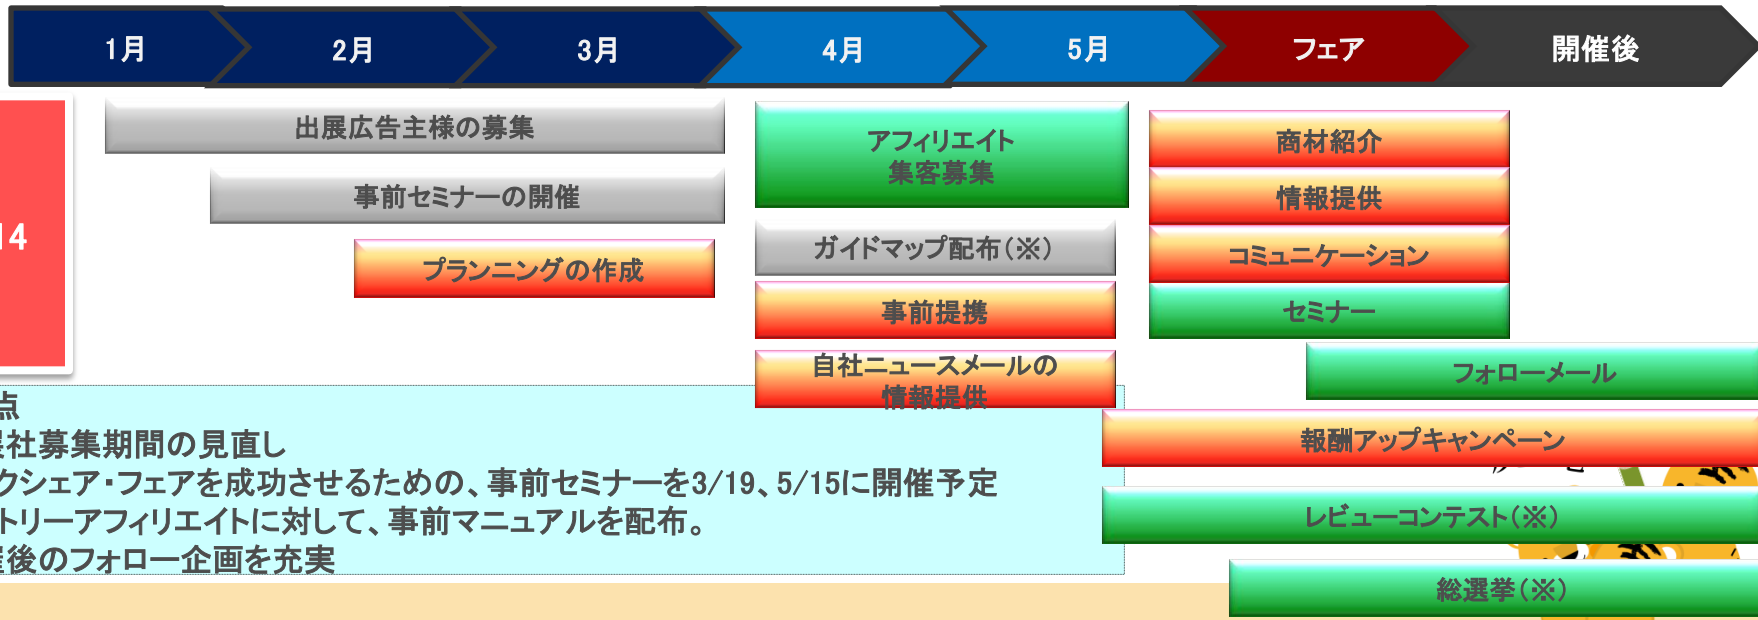 1月
2月
3月
4月
5月
フェア
開催後
14
出展広告主様の募集
事前セミナーの開催
プランニングの作成
アフィリエイト
集客募集
ガイドマップ配布(※)
事前提携
自社ニュースメールの
情報提供
商材紹介
情報提供
コミュニケーション
セミナー
フォローメール
報酬アップキャンペーン
レビューコンテスト(※)
総選挙(※)
点
展社募集期間の見直し
クシェア・フェアを成功させるための、事前セミナーを3/19、5/15に開催予定
トリーアフィリエイトに対して、事前マニュアルを配布。
催後のフォロー企画を充実